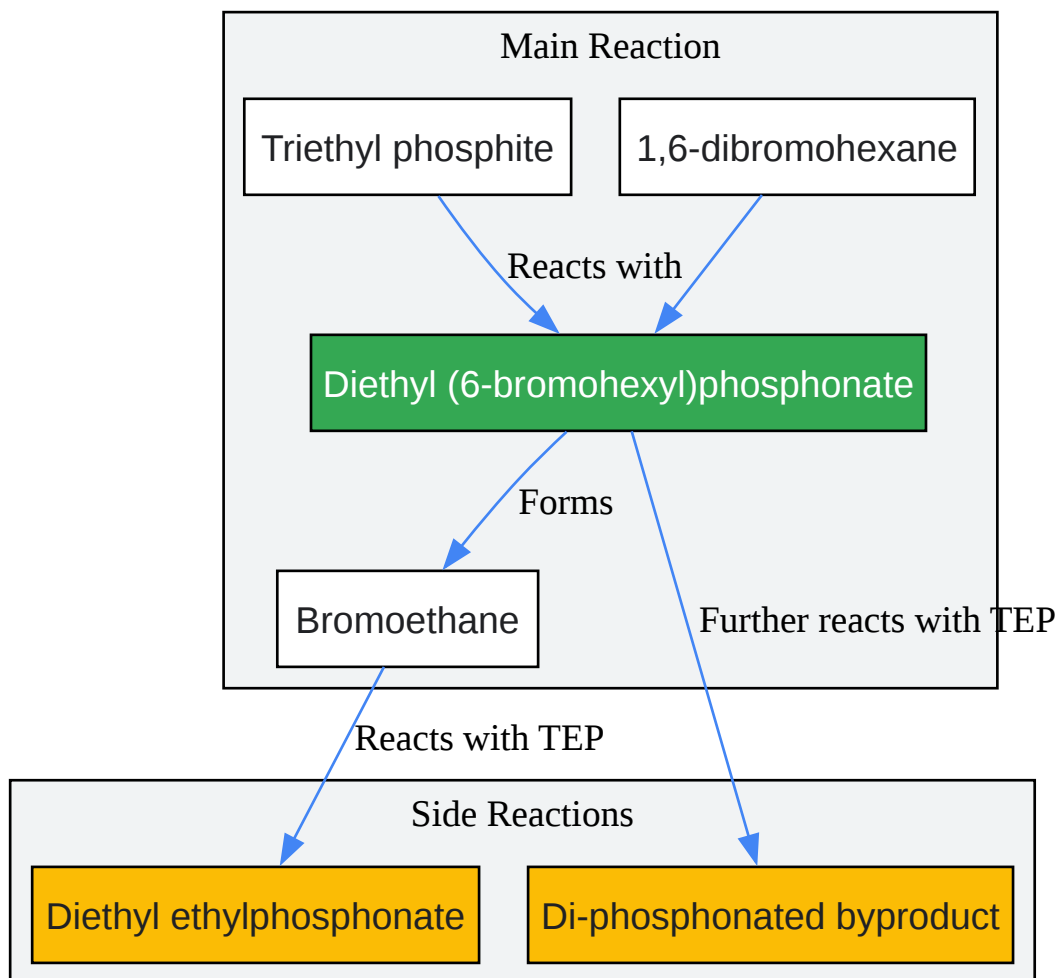 Main Reaction
Triethyl phosphite
1,6-dibromohexane
Reacts with
Diethyl (6-bromohexyl)phosphonate
Forms
Bromoethane
Further reacts with TEP
Reacts with TEP
Side Reactions
Diethyl ethylphosphonate
Di-phosphonated byproduct